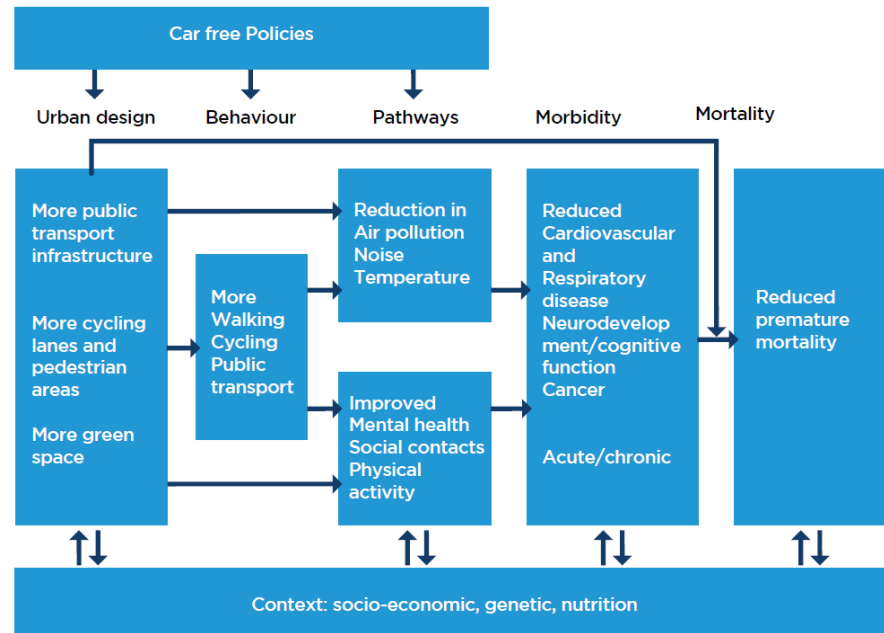 Car free Policies
Urban design
Behaviour
Pathways
Morbidity
Mortality
More public
transport
infrastructure
More cycling
lanes and
pedestrian
areas
More green
space
More
Walking
Cycling
Public
transport
Reduction in
Air pollution
Noise
Temperature
Improved
Mental health
Social contacts
Physical
activity
Reduced
Cardiovascular
and
Respiratory
disease
Neurodevelop
ment/cognitive
function
Cancer
Acute/chronic
Reduced
premature
mortality
Context: socio-economic, genetic, nutrition